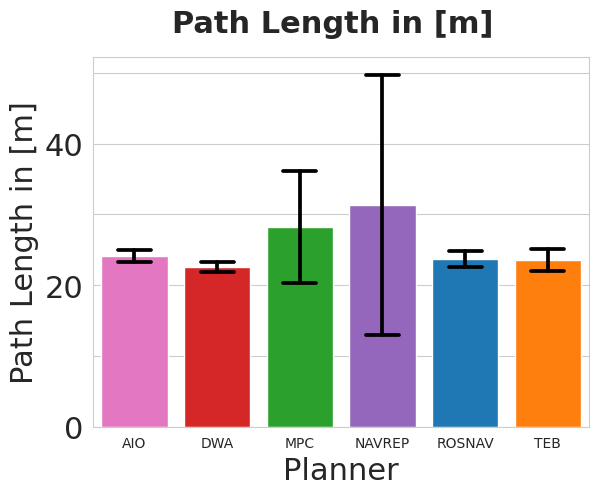 Path Length in [m]
Path Length in [m]
40
20
0
AIO DWA MPC NAVREP ROSNAV TEB
Planner